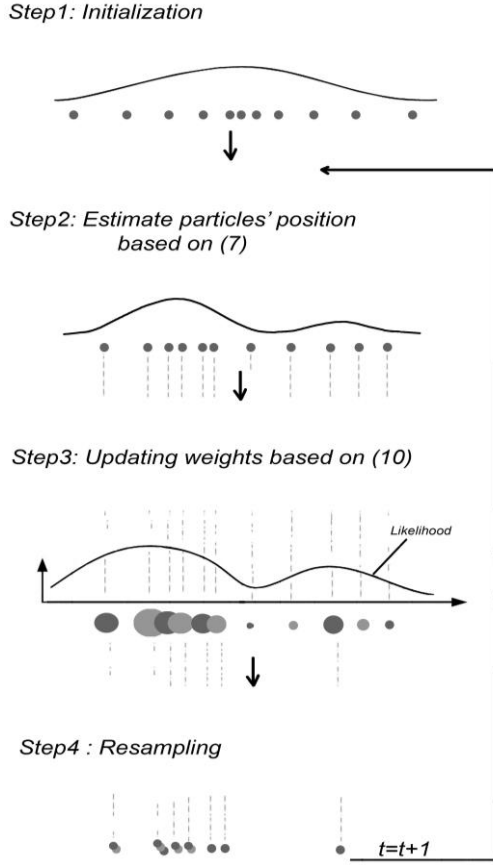 Step1: Initialization
Step2: Estimate particles' position
based on (7)
Step3: Updating weights based on (10)
Likelihood
Step4 : Resampling
t=t+1